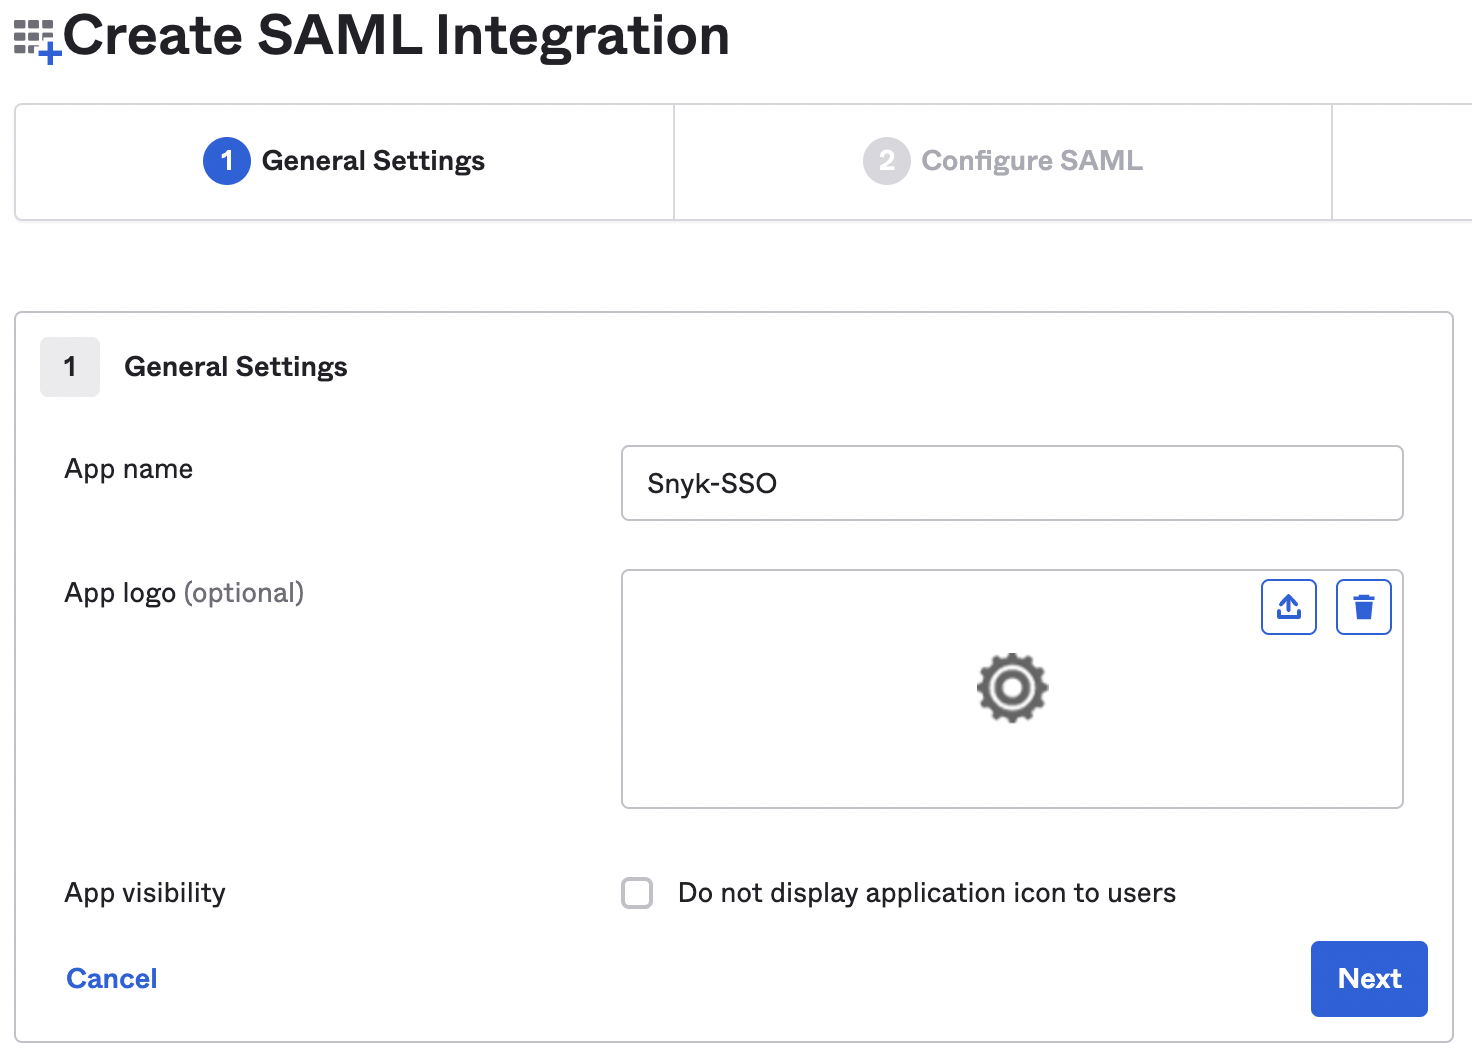 Create SAML Integration
1 General Settings
2 Configure SAML
1 General Settings
App name
Snyk-SSO
App logo (optional)
App visibility
Do not display application icon to users
Cancel
Next